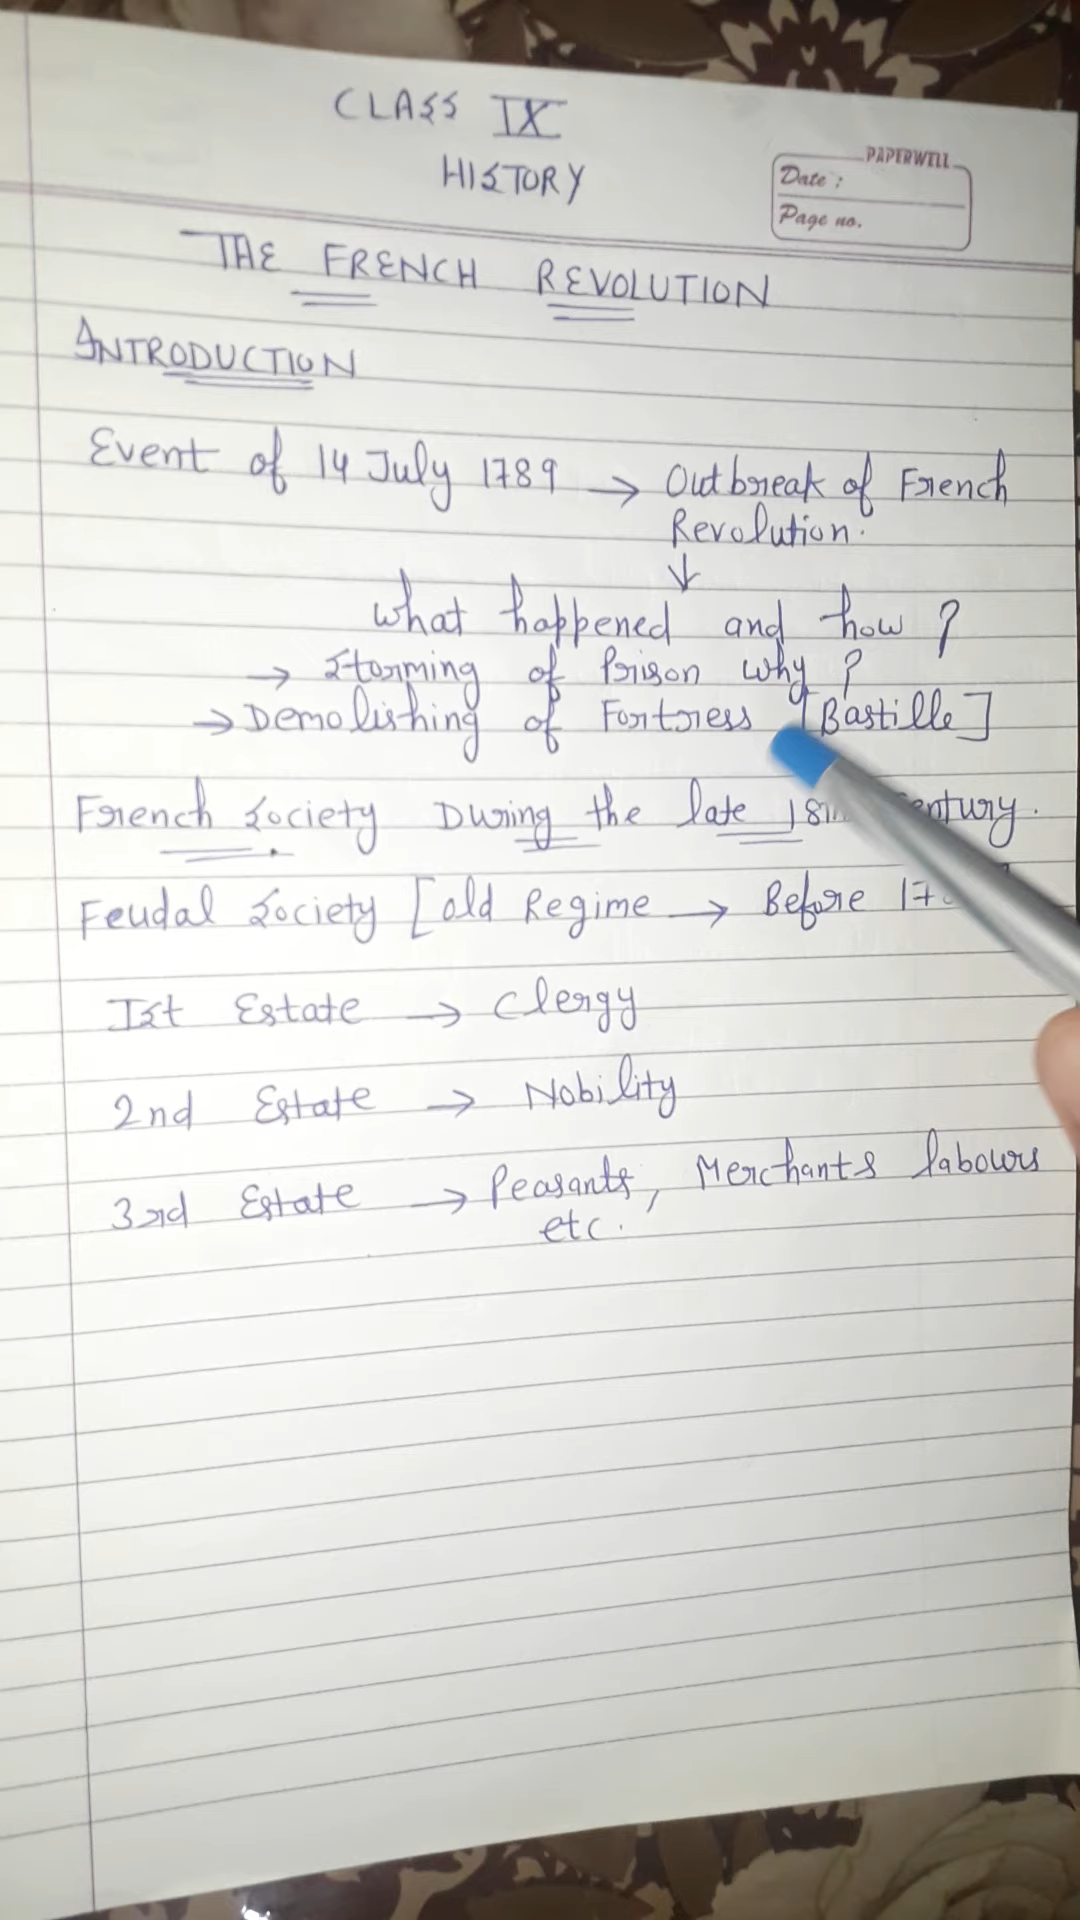 CLASS IX
HISTORY
PAPERWELL
Date :
Page no.
THE FRENCH REVOLUTION
INTRODUCTION
Event of 14 July 1789 → Outbreak of French
Revolution.
↓
What happened and how ?
→ Storming of Prison why ?
→ Demolishing of Fortress [Bastille]
French Society During the late
Feudal Society [old Regime → Before
Ist Estate → Clergy
2nd Estate → Nobility
3rd Estate → Peasants, Merchants labours
etc.